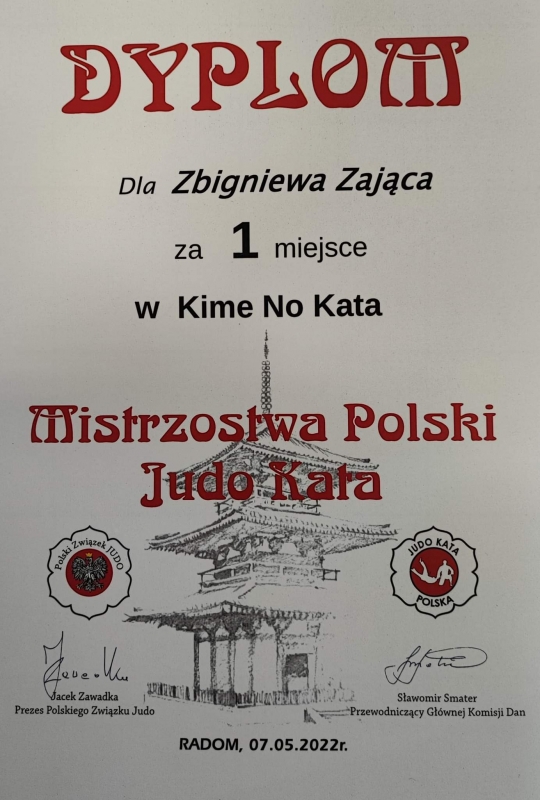 DYPLOM
Dla Zbigniewa Zająca
za 1 miejsce
w Kime No Kata
Mistrzostwa Polski
Judo Kata
Polski Związek JUDO
JUDO KATA
POLSKA
Jacek Zawadka
Prezes Polskiego Związku Judo
Sławomir Smater
Przewodniczący Głównej Komisji Dan
RADOM, 07.05.2022r.